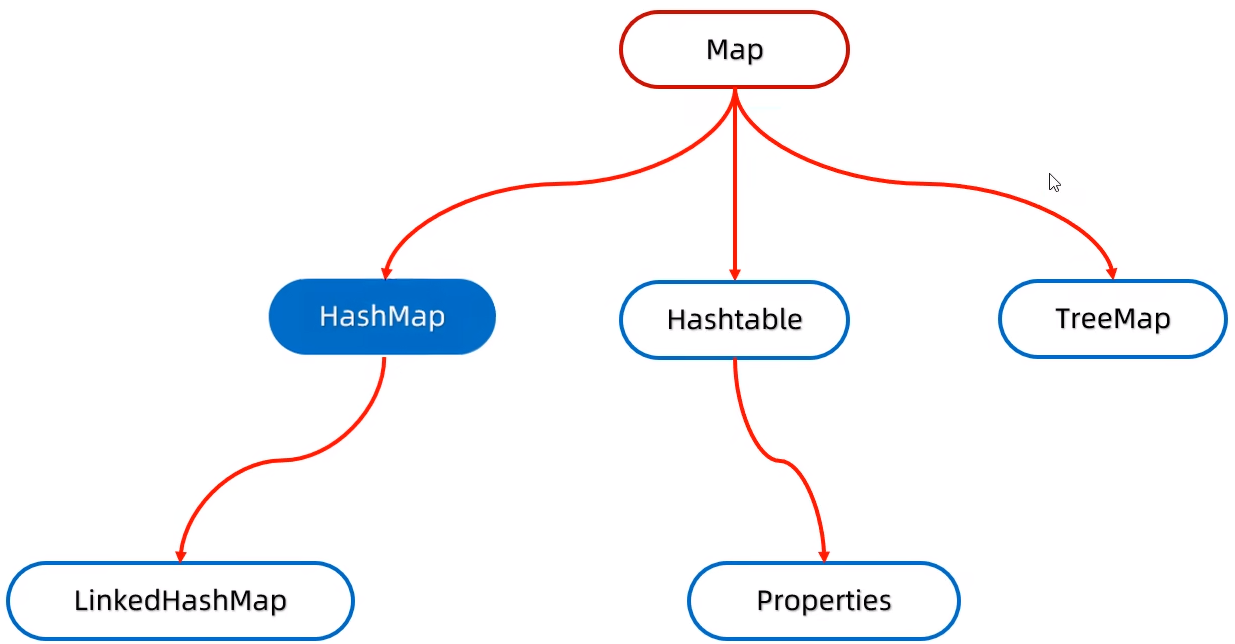 Map
HashMap
Hashtable
TreeMap
LinkedHashMap
Properties